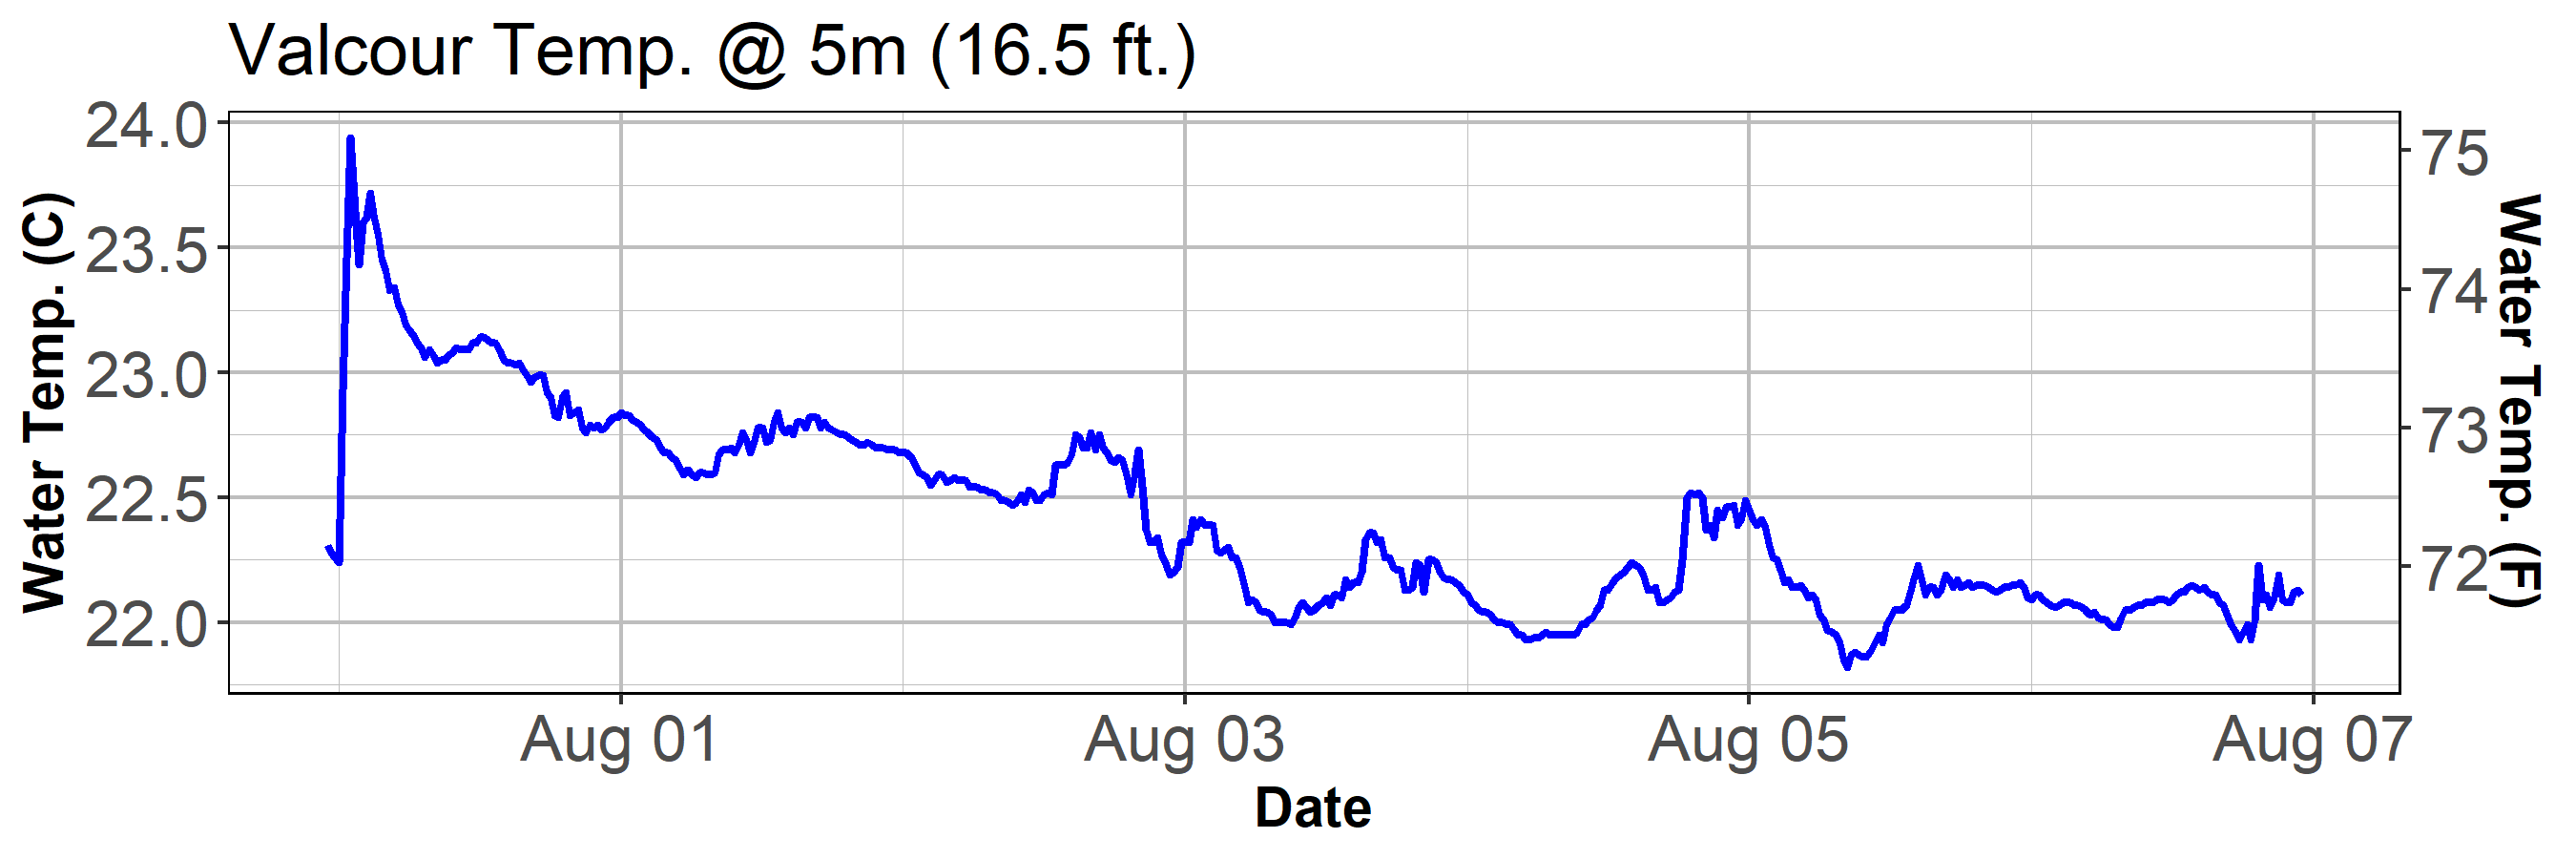 Valcour Temp. @ 5m (16.5 ft.)
Water Temp. (C)
24.0
23.5
23.0
22.5
22.0
75
74
73
72
Water Temp. (F)
Aug 01 Aug 03 Aug 05 Aug 07
Date